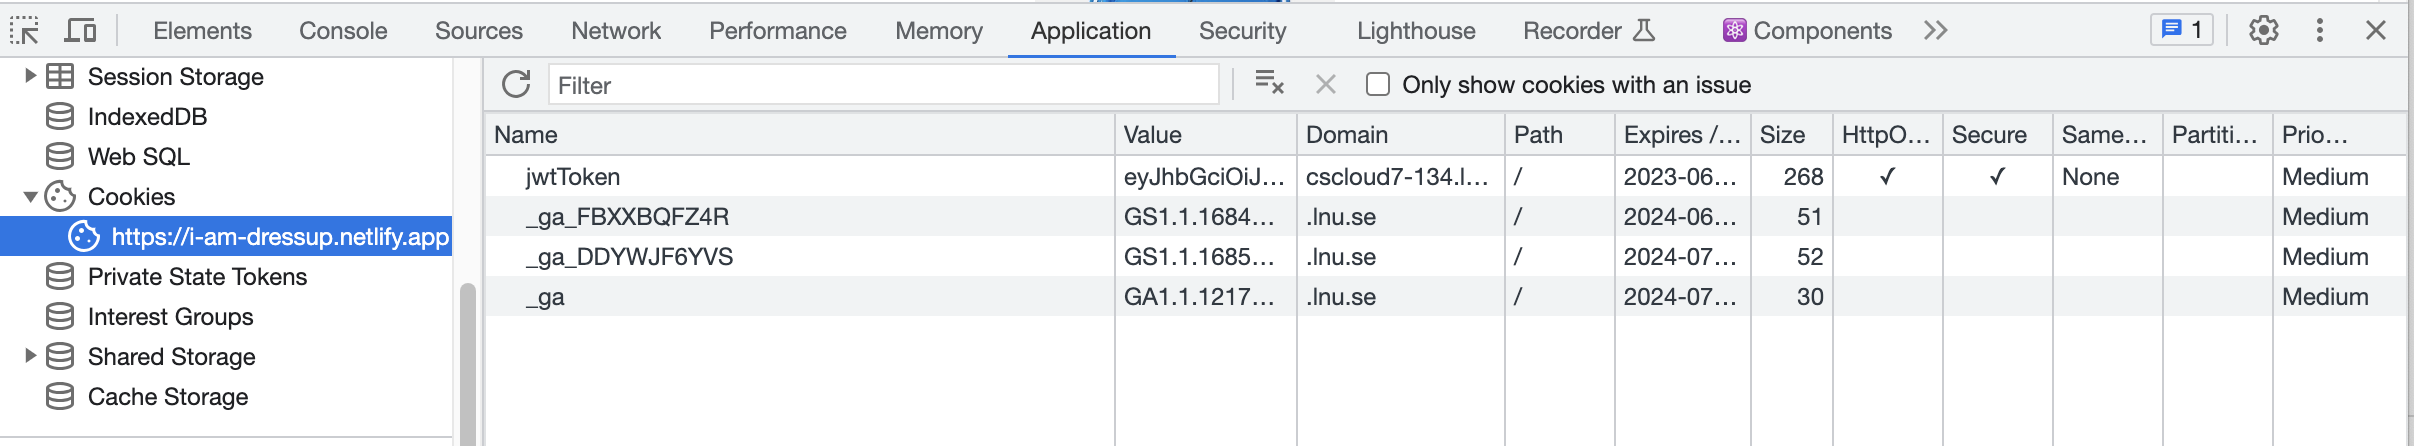 Elements Console Sources Network Performance Memory Application Security Lighthouse Recorder Components 1
Session Storage
IndexedDB
Web SQL
Cookies
https://i-am-dressup.netlify.app
Private State Tokens
Interest Groups
Shared Storage
Cache Storage
Filter Only show cookies with an issue
Name Value Domain Path Expires /… Size HttpO… Secure Same… Partiti… Prio…
jwtToken eyJhbGciOiJ… cscloud7-134.l… / 2023-06… 268 ✓ ✓ None Medium
_ga_FBXXBQFZ4R GS1.1.1684… .lnu.se / 2024-06… 51 Medium
_ga_DDYWJF6YVS GS1.1.1685… .lnu.se / 2024-07… 52 Medium
_ga GA1.1.1217… .lnu.se / 2024-07… 30 Medium